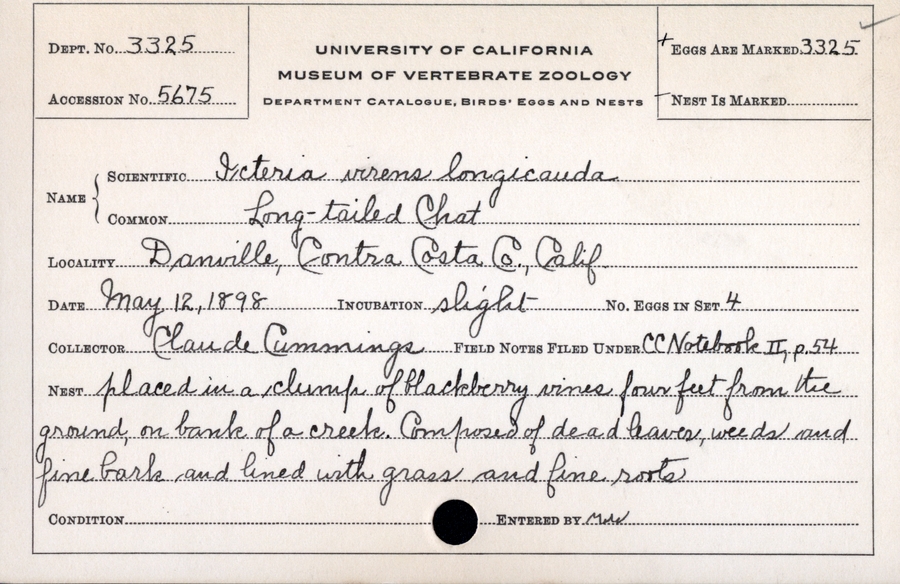 Dept. No. 3325
Accession No. 5675
UNIVERSITY OF CALIFORNIA
MUSEUM OF VERTEBRATE ZOOLOGY
Department Catalogue, Birds' Eggs and Nests
+ Eggs Are Marked 3325
- Nest Is Marked
Name
Scientific Icteria virens longicauda
Common Long-tailed Chat
Locality Danville, Contra Costa Co., Calif.
Date May 12, 1898 Incubation slight No. Eggs in Set 4
Collector Claude Cummings Field Notes Filed Under CC Notebook II, p.54
Nest placed in a clump of blackberry vines four feet from the
ground, on bank of a creek. Composed of dead leaves, weeds and
fine bark and lined with grass and fine roots
Condition Entered by